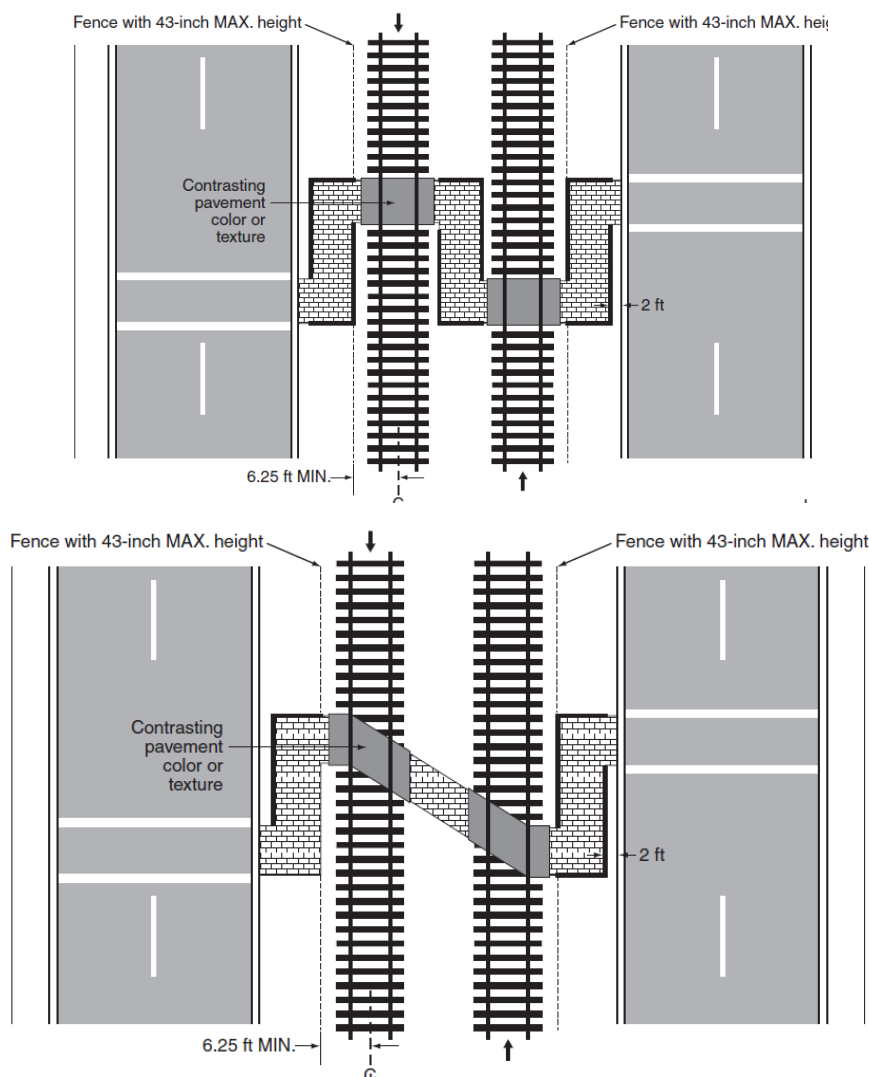 Fence with 43-inch MAX. height
Fence with 43-inch MAX.
Contrasting
pavement
color or
texture
2 ft
6.25 ft MIN.
Fence with 43-inch MAX. height
Fence with 43-inch MAX. height
Contrasting
pavement
color or
texture
2 ft
6.25 ft MIN.